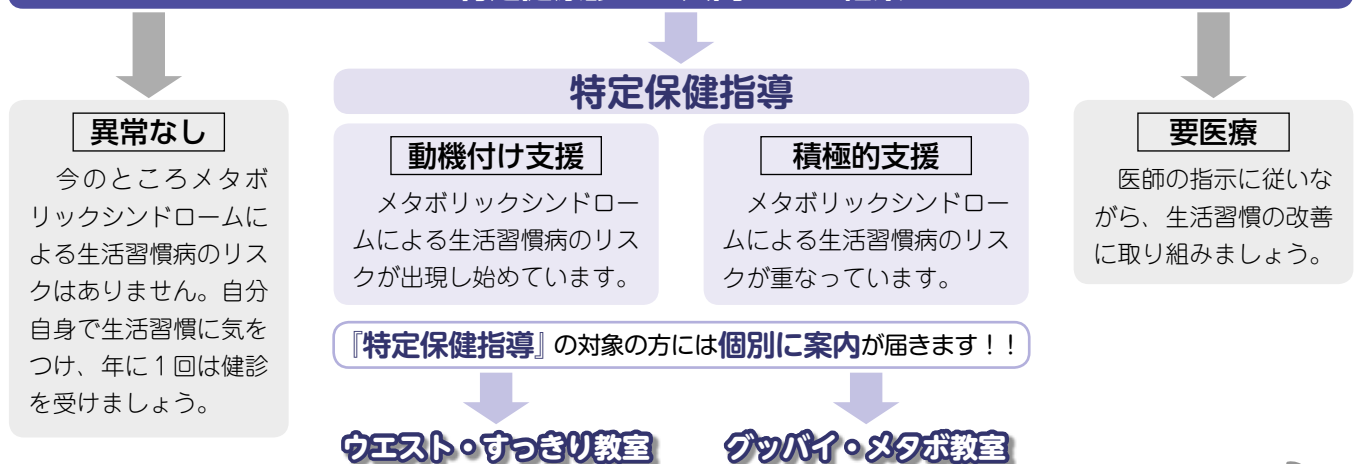 異常なし
今のところメタボ
リックシンドロームに
よる生活習慣病のリス
クはありません。自分
自身で生活習慣に気を
つけ、年に1回は健診
を受けましょう。
特定保健指導
動機付け支援
メタボリックシンドロー
ムによる生活習慣病のリス
クが出現し始めています。
積極的支援
メタボリックシンドロー
ムによる生活習慣病のリス
クが重なっています。
『特定保健指導』の対象の方には個別に案内が届きます!!
ウエスト・すっきり教室
グッバイ・メタボ教室
要医療
医師の指示に従いな
がら、生活習慣の改善
に取り組みましょう。